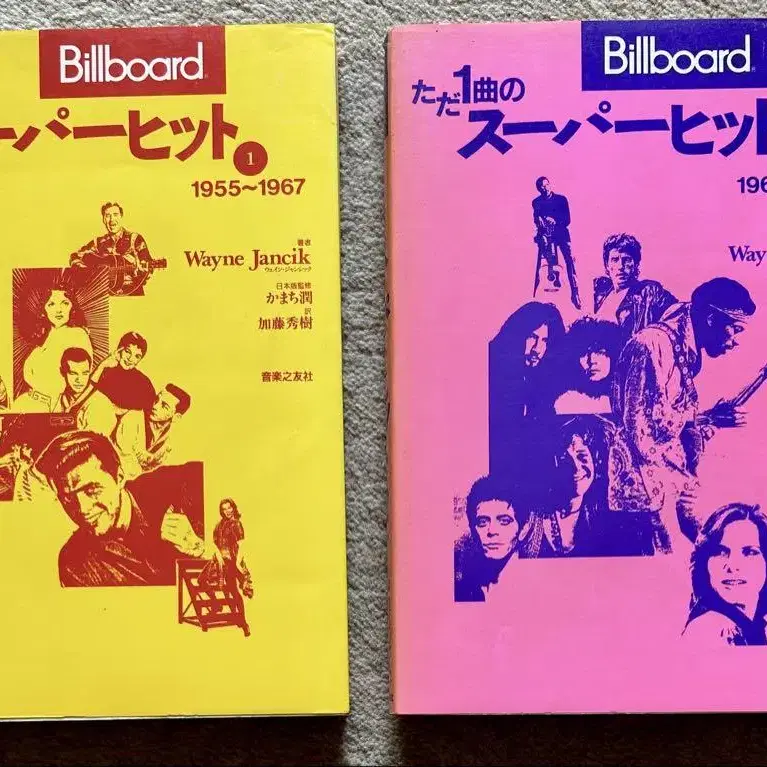 Billboard®
ーパーヒット①
1955〜1967
著者
Wayne Jancik
ウェイン・ジャンシック
日本版監修
かまち潤
訳
加藤秀樹
音楽之友社
Billboard
ただ1曲の
スーパーヒット
196
Way